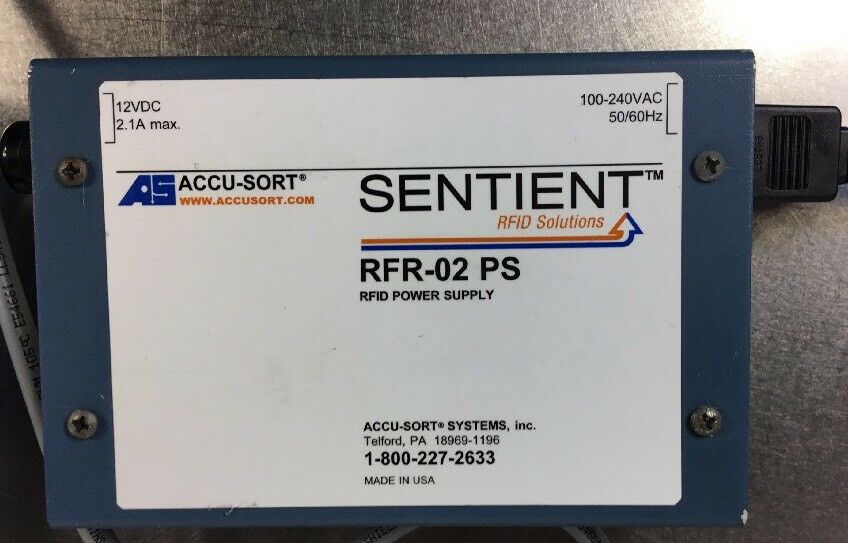 12VDC
2.1A max.
100-240VAC
50/60Hz
AS ACCU-SORT®
WWW.ACCUSORT.COM
SENTIENT™
RFID Solutions
RFR-02 PS
RFID POWER SUPPLY
ACCU-SORT® SYSTEMS, inc.
Telford, PA 18969-1196
1-800-227-2633
MADE IN USA